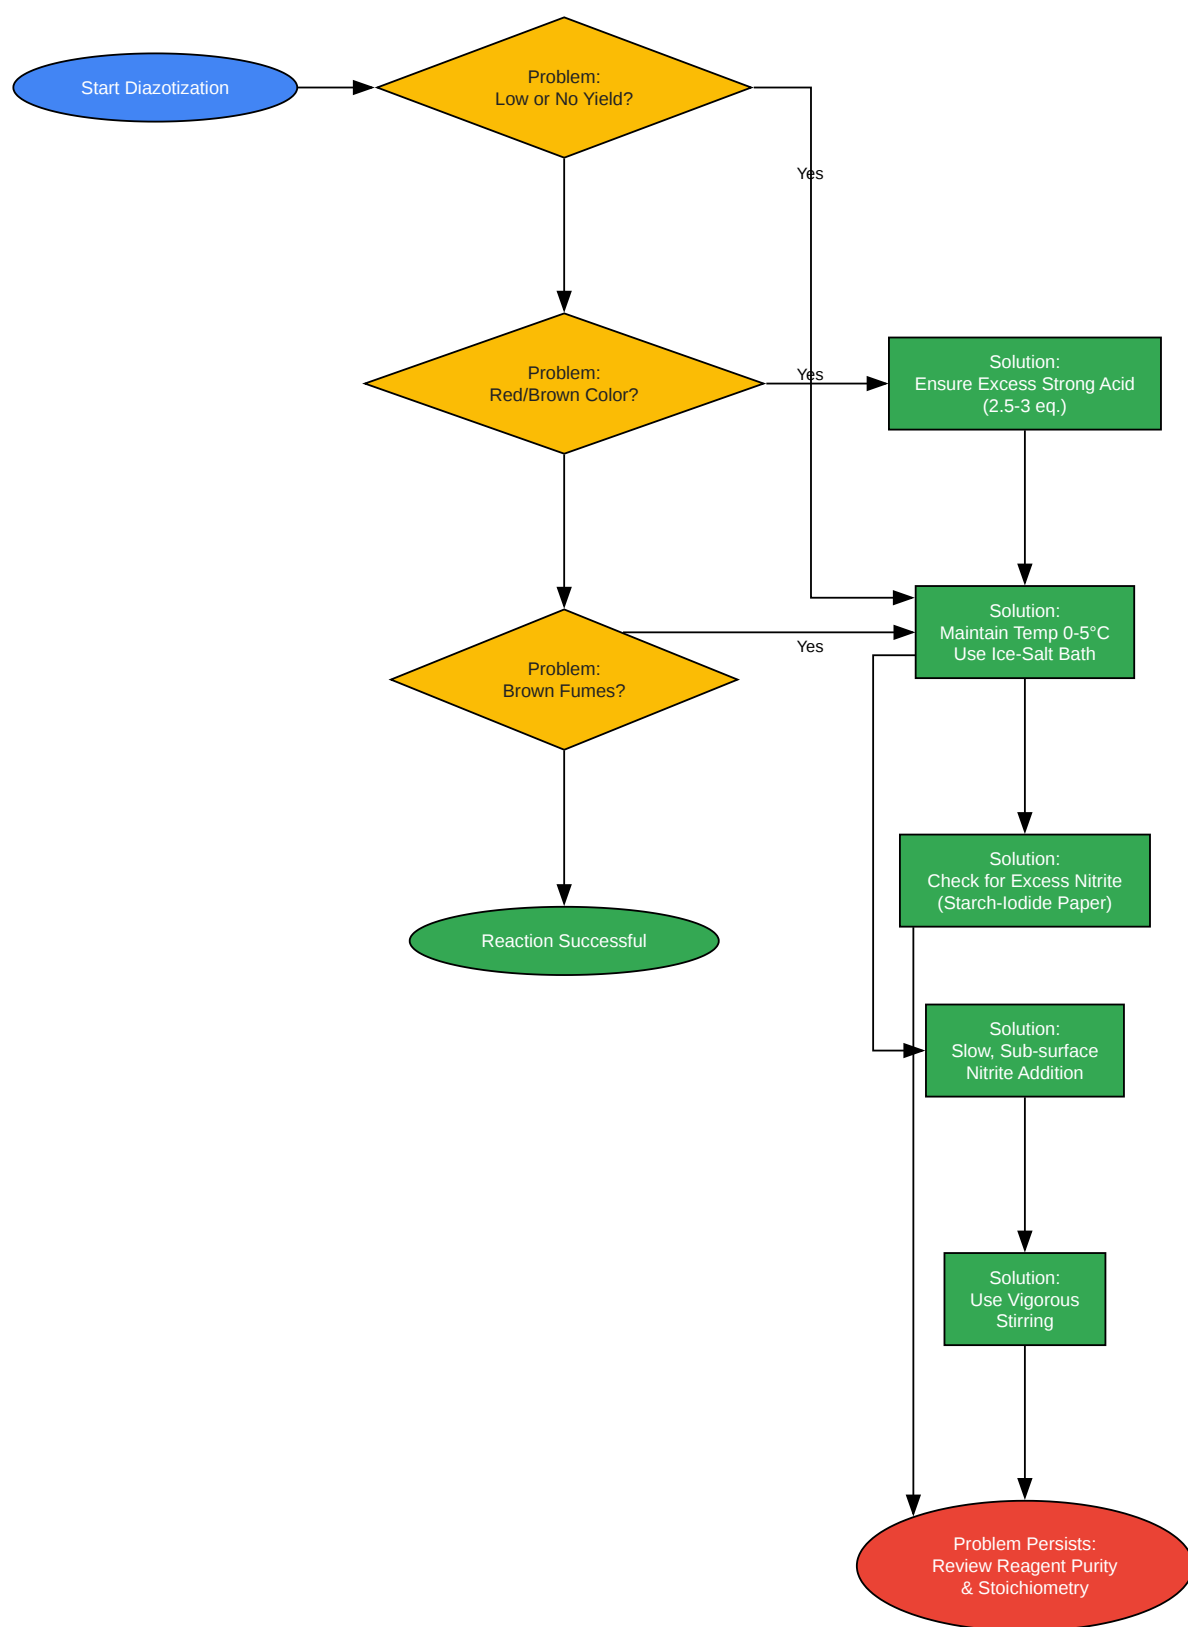 Start Diazotization
Problem:
Low or No Yield?
Yes
Problem:
Red/Brown Color?
Yes
Solution:
Ensure Excess Strong Acid
(2.5-3 eq.)
Solution:
Maintain Temp 0-5°C
Use Ice-Salt Bath
Yes
Problem:
Brown Fumes?
Solution:
Check for Excess Nitrite
(Starch-Iodide Paper)
Reaction Successful
Solution:
Slow, Sub-surface
Nitrite Addition
Solution:
Use Vigorous
Stirring
Problem Persists:
Review Reagent Purity
& Stoichiometry